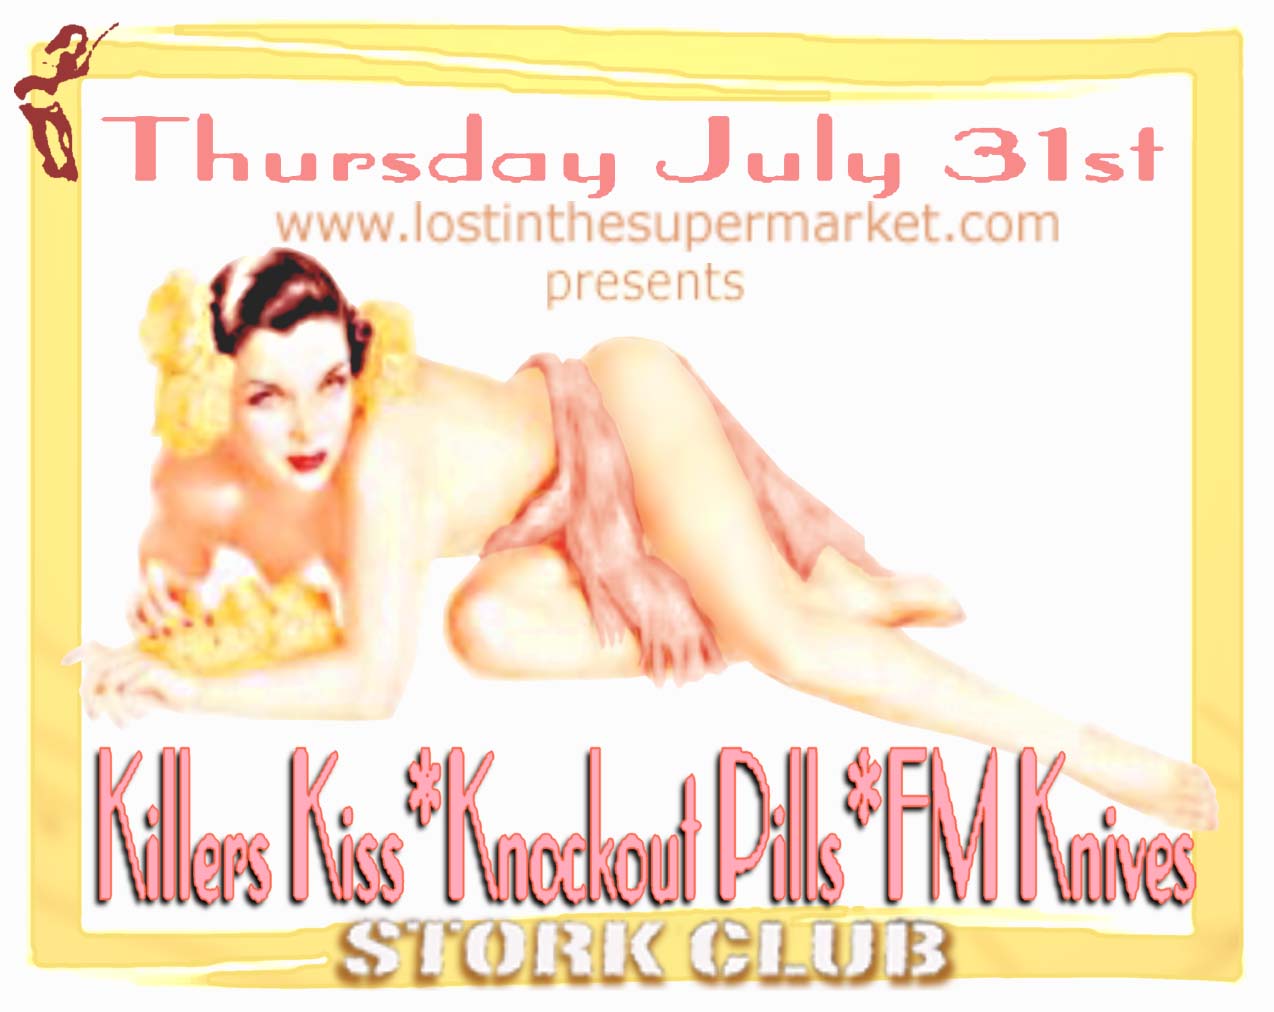 Thursday July 31st
www.lostinthesupermarket.com
presents
Killers Kiss *Knockout Pills *FM Knives
STORK CLUB